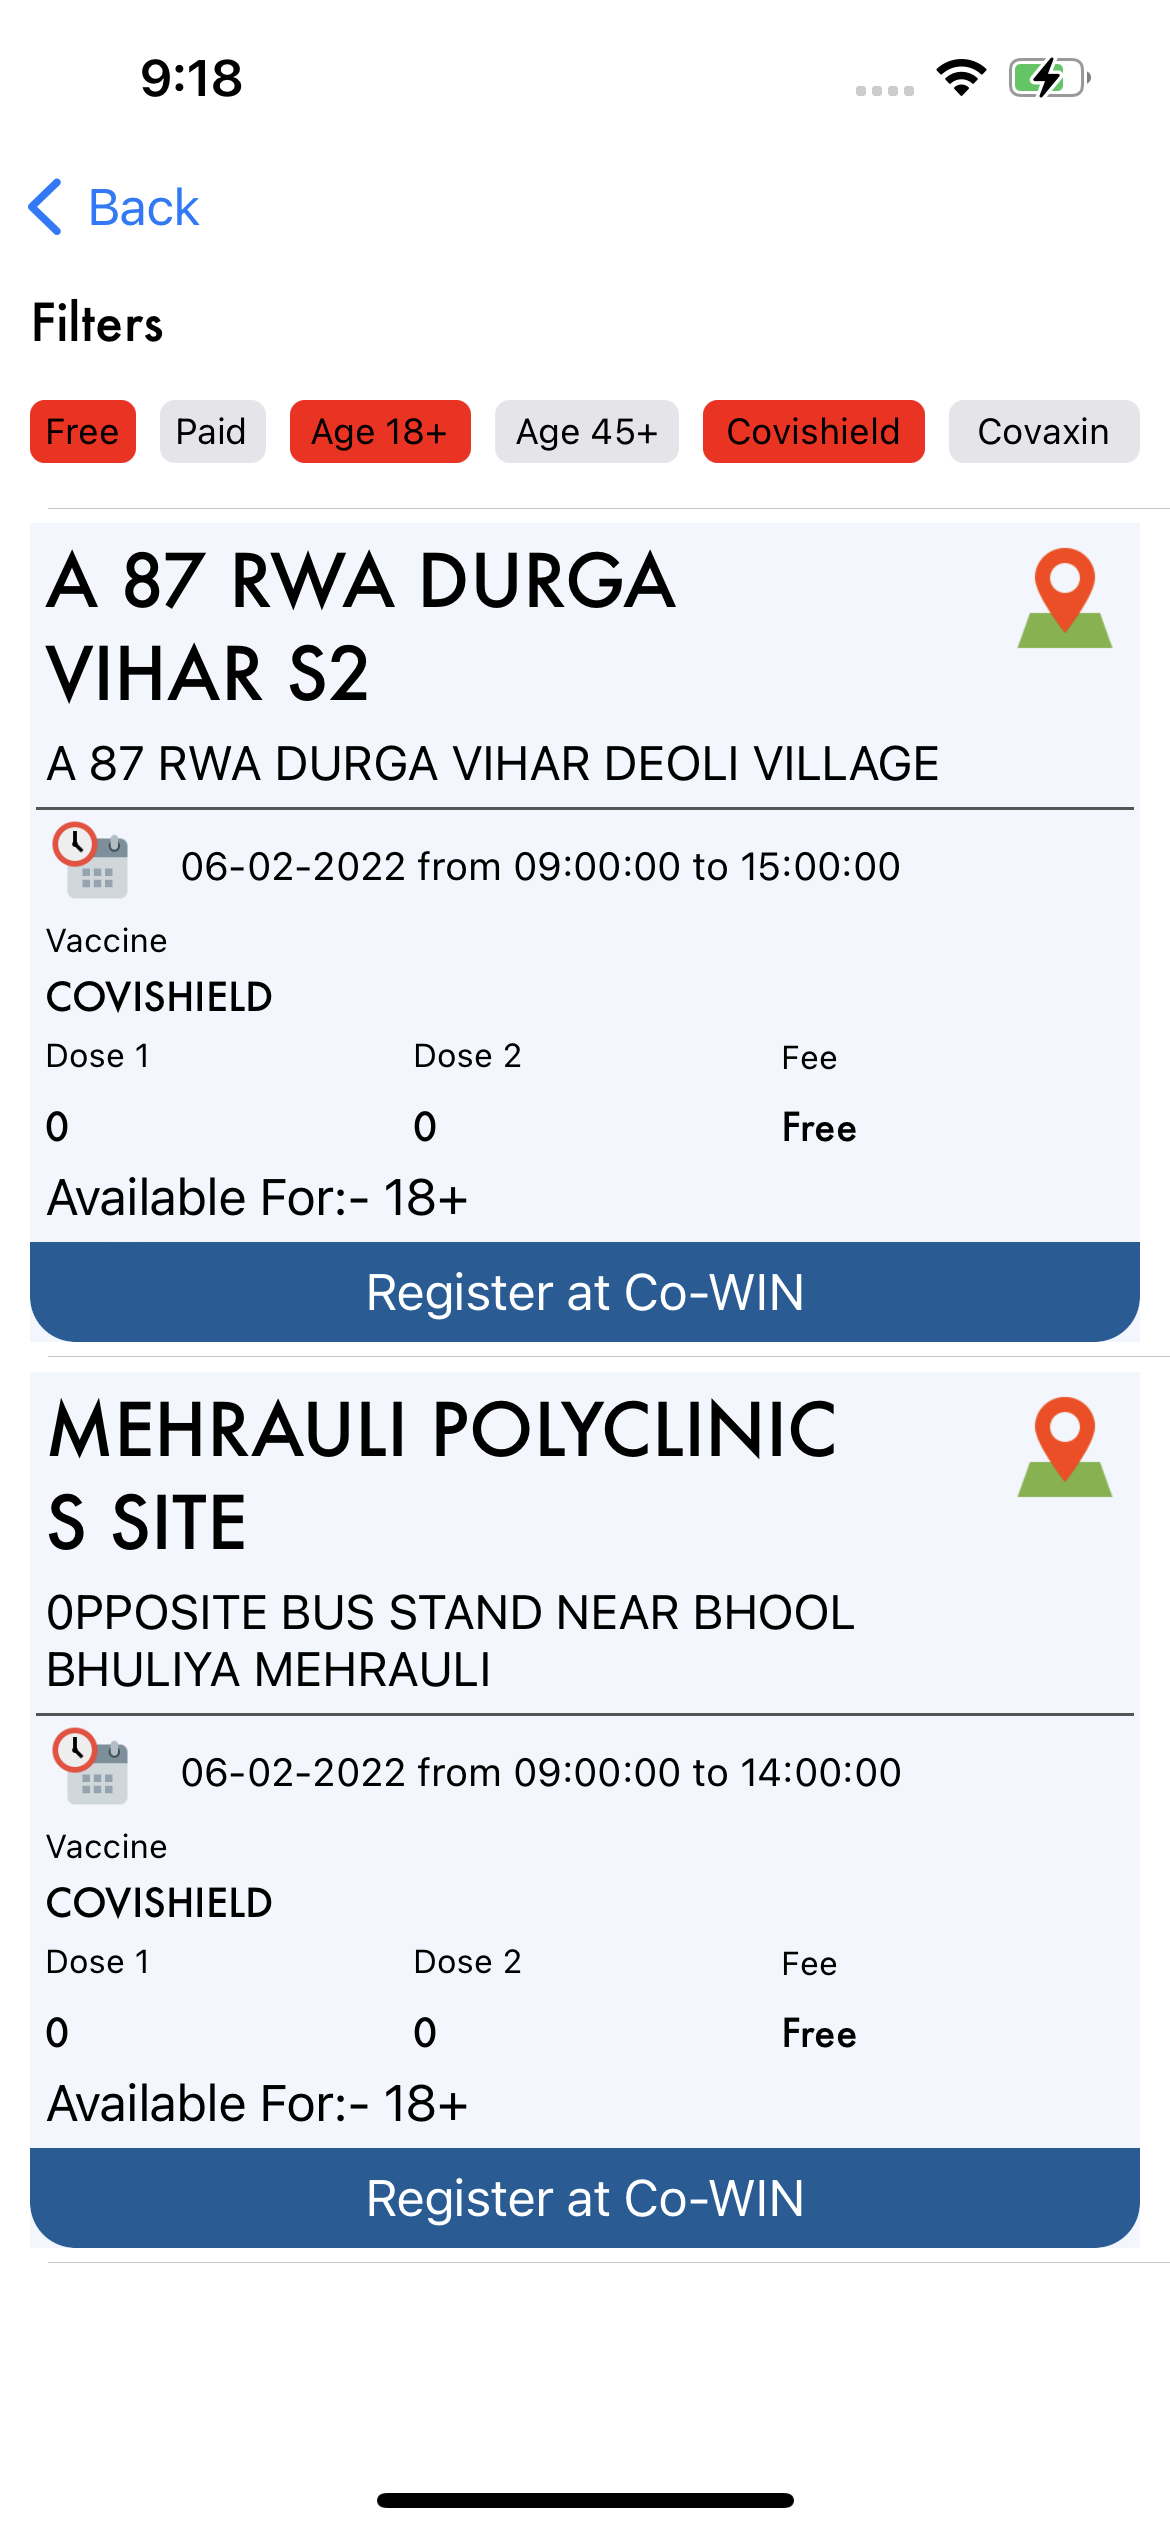 9:18
Back
Filters
Free Paid Age 18+ Age 45+ Covishield Covaxin
A 87 RWA DURGA
VIHAR S2
A 87 RWA DURGA VIHAR DEOLI VILLAGE
06-02-2022 from 09:00:00 to 15:00:00
Vaccine
COVISHIELD
Dose 1 Dose 2 Fee
0 0 Free
Available For:- 18+
Register at Co-WIN
MEHRAULI POLYCLINIC
S SITE
0PPOSITE BUS STAND NEAR BHOOL
BHULIYA MEHRAULI
06-02-2022 from 09:00:00 to 14:00:00
Vaccine
COVISHIELD
Dose 1 Dose 2 Fee
0 0 Free
Available For:- 18+
Register at Co-WIN